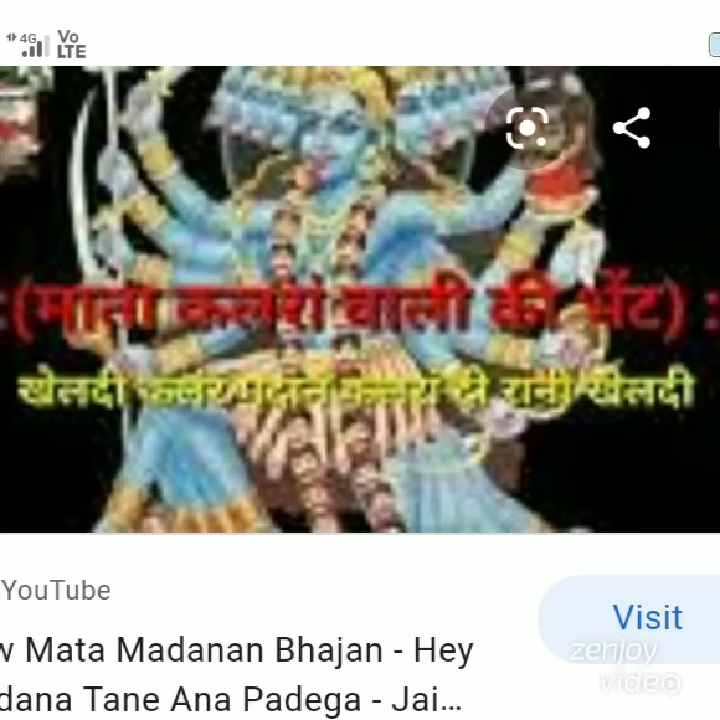 4G Vo LTE
:(माता कलरों वाली की भेंट) :
खेलदी दी रानी खेलदी
YouTube
Visit
w Mata Madanan Bhajan - Hey
dana Tane Ana Padega - Jai...
zenjoy
video